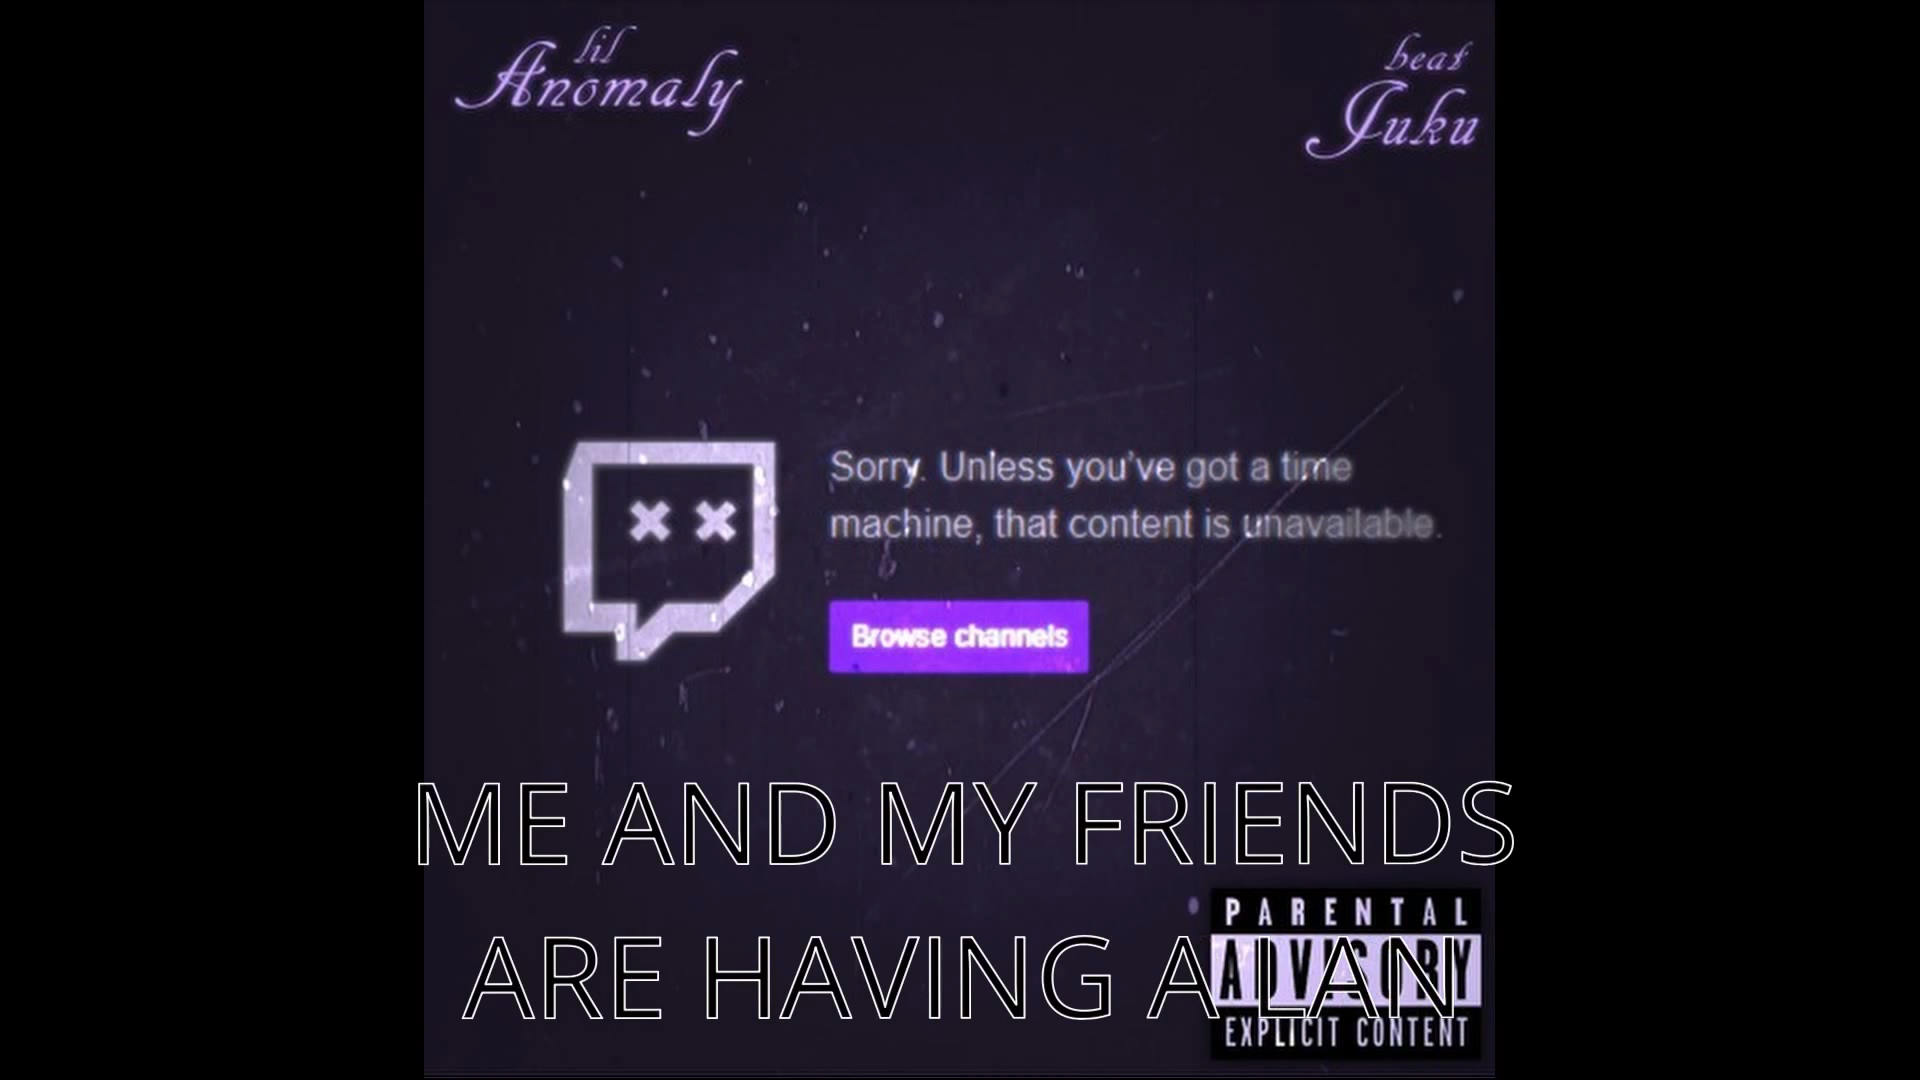 lil
Anomaly
beat
Juku
Sorry. Unless you've got a time
machine, that content is unavailable.
Browse channels
ME AND MY FRIENDS
ARE HAVING A LAN
PARENTAL
ADVISORY
EXPLICIT CONTENT